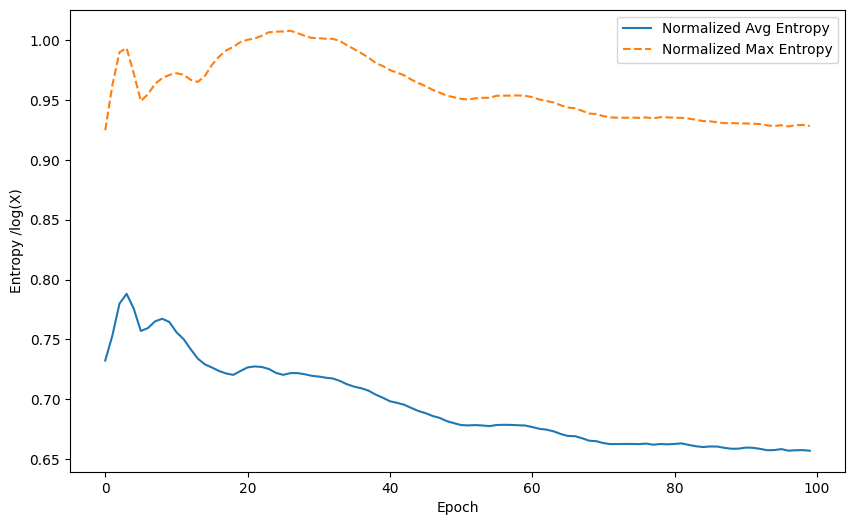 Normalized Avg Entropy
Normalized Max Entropy
1.00
0.95
0.90
0.85
0.80
0.75
0.70
0.65
Entropy /log(X)
0 20 40 60 80 100
Epoch